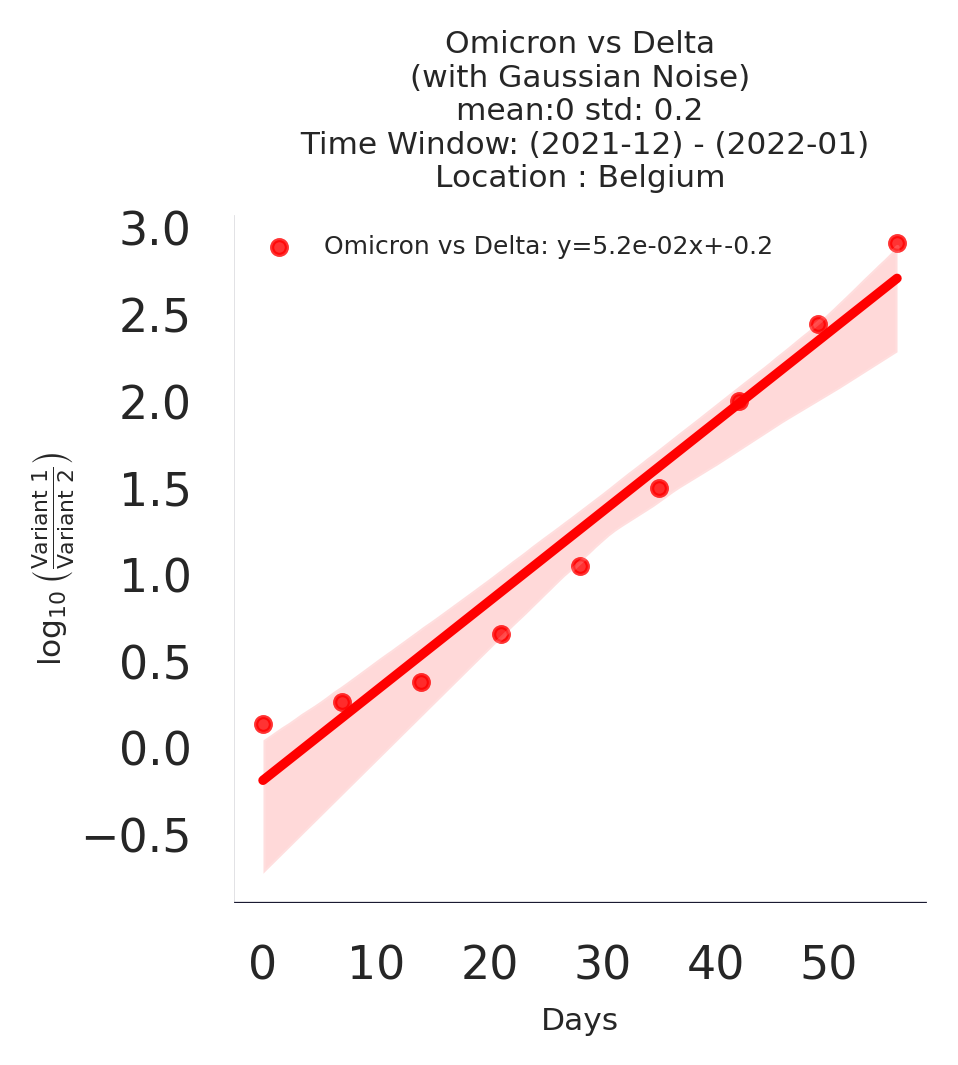 Omicron vs Delta
(with Gaussian Noise)
mean:0 std: 0.2
Time Window: (2021-12) - (2022-01)
Location : Belgium
Omicron vs Delta: y=5.2e-02x+-0.2
3.0
2.5
2.0
1.5
1.0
0.5
0.0
−0.5
log10 (Variant 1 / Variant 2)
0 10 20 30 40 50
Days